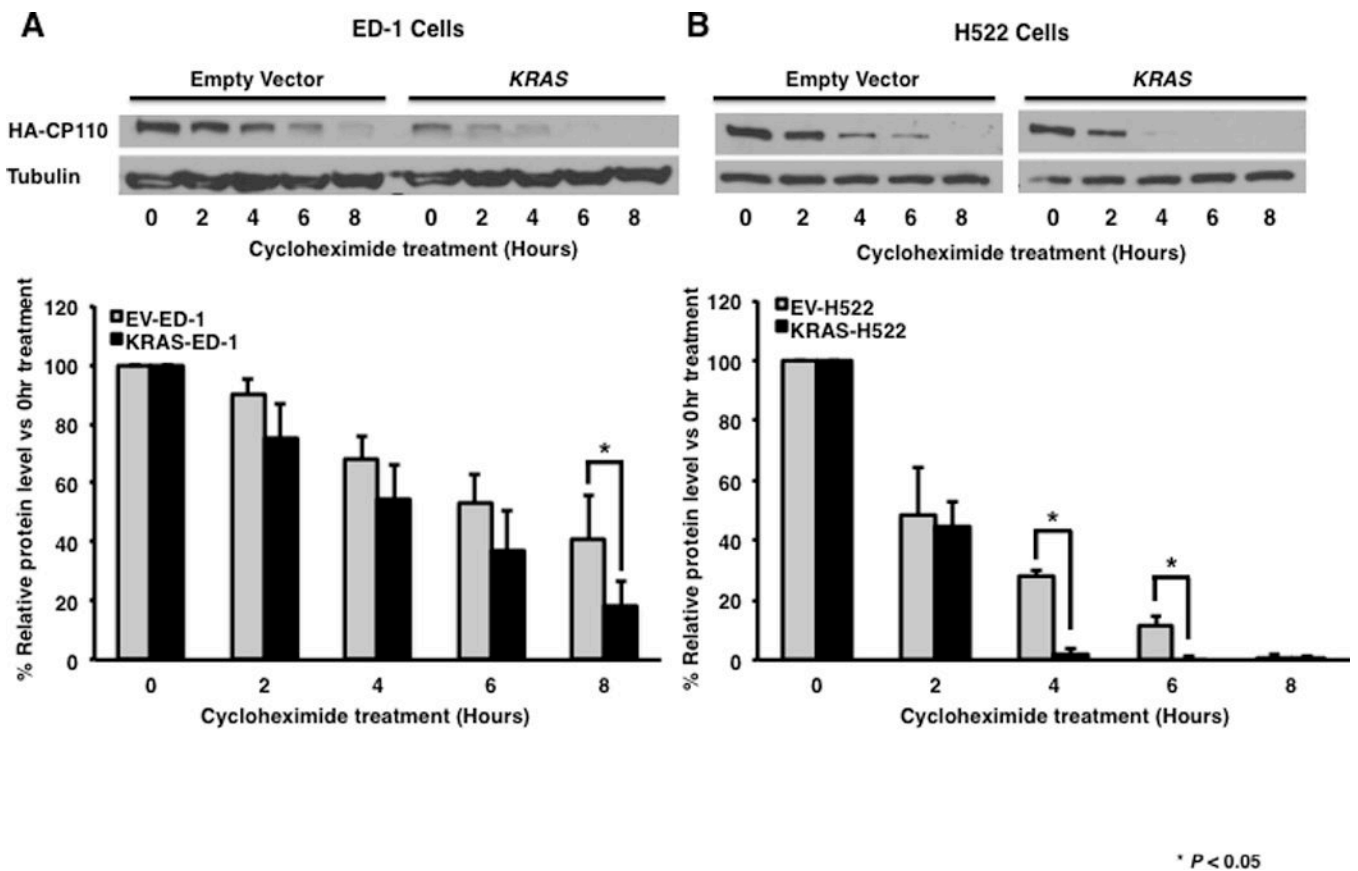 A
ED-1 Cells
Empty Vector KRAS
HA-CP110
Tubulin
0 2 4 6 8 0 2 4 6 8
Cycloheximide treatment (Hours)
% Relative protein level vs 0hr treatment
120
100
80
60
40
20
0
EV-ED-1
KRAS-ED-1
*
0 2 4 6 8
Cycloheximide treatment (Hours)
B
H522 Cells
Empty Vector KRAS
0 2 4 6 8 0 2 4 6 8
Cycloheximide treatment (Hours)
% Relative protein level vs 0hr treatment
120
100
80
60
40
20
0
EV-H522
KRAS-H522
*
*
0 2 4 6 8
Cycloheximide treatment (Hours)
* P < 0.05